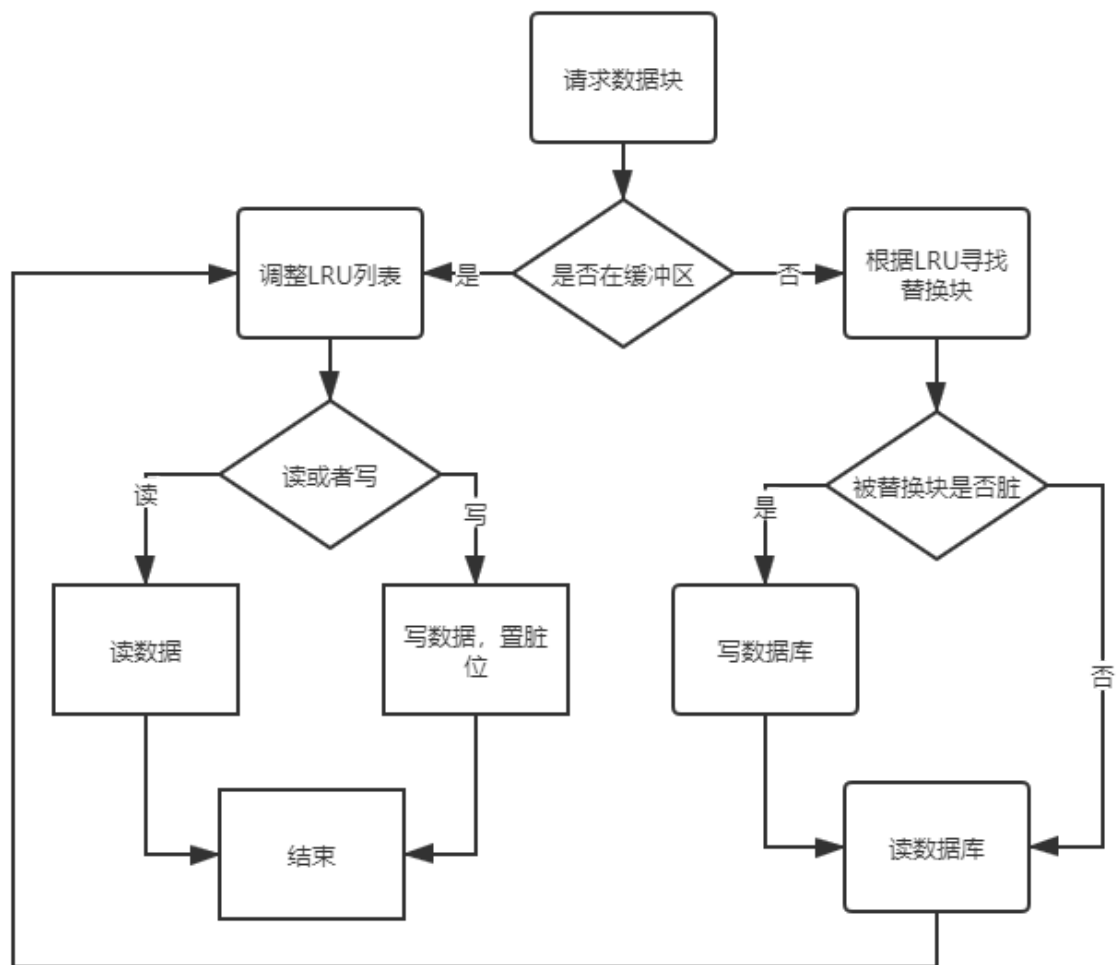 请求数据块
调整LRU列表
是
是否在缓冲区
否
根据LRU寻找
替换块
读或者写
读
写
被替换块是否脏
是
否
读数据
写数据，置脏
位
写数据库
结束
读数据库